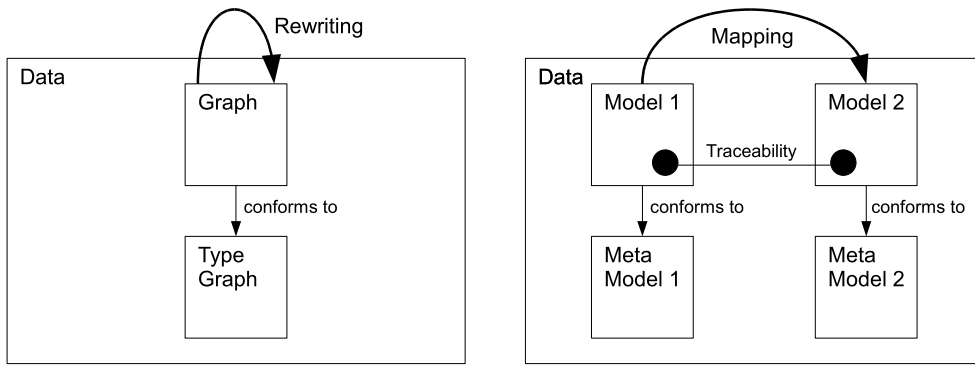 Rewriting
Data
Graph
conforms to
Type
Graph
Mapping
Data
Model 1
Model 2
Traceability
conforms to
conforms to
Meta
Model 1
Meta
Model 2